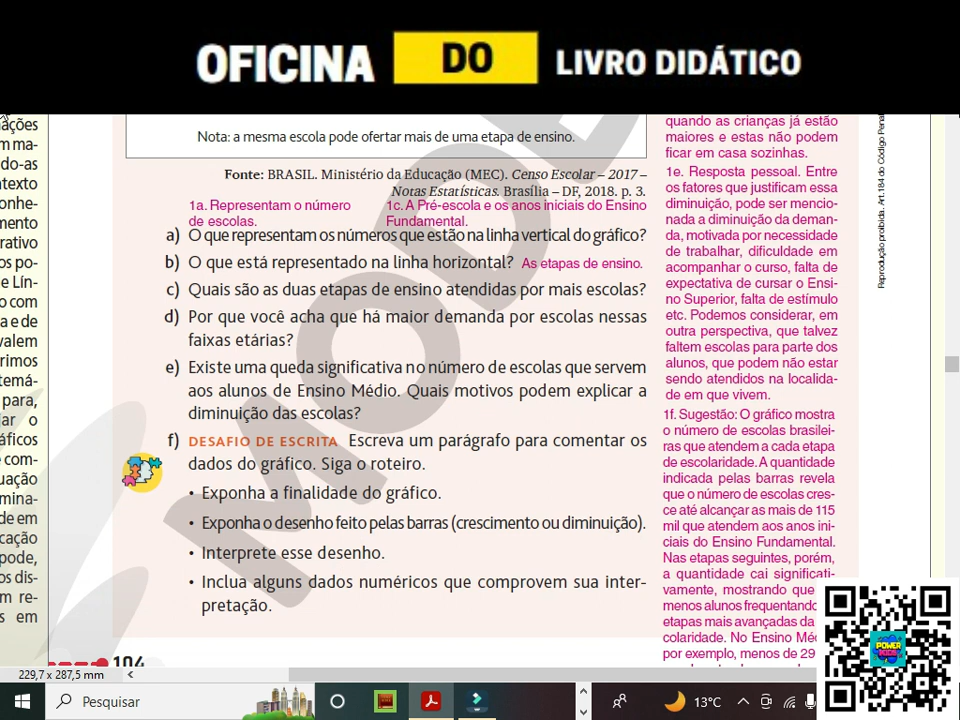 OFICINA DO LIVRO DIDÁTICO
Nota: a mesma escola pode ofertar mais de uma etapa de ensino.
Fonte: BRASIL. Ministério da Educação (MEC). Censo Escolar – 2017 –
Notas Estatísticas. Brasília – DF, 2018. p. 3.
1a. Representam o número
de escolas.
1c. A Pré-escola e os anos iniciais do Ensino
Fundamental.
a) O que representam os números que estão na linha vertical do gráfico?
b) O que está representado na linha horizontal? As etapas de ensino.
c) Quais são as duas etapas de ensino atendidas por mais escolas?
d) Por que você acha que há maior demanda por escolas nessas
faixas etárias?
e) Existe uma queda significativa no número de escolas que servem
aos alunos de Ensino Médio. Quais motivos podem explicar a
diminuição das escolas?
f) DESAFIO DE ESCRITA Escreva um parágrafo para comentar os
dados do gráfico. Siga o roteiro.
• Exponha a finalidade do gráfico.
• Exponha o desenho feito pelas barras (crescimento ou diminuição).
• Interprete esse desenho.
• Inclua alguns dados numéricos que comprovem sua inter-
pretação.
quando as crianças já estão
maiores e estas não podem
ficar em casa sozinhas.
1e. Resposta pessoal. Entre
os fatores que justificam essa
diminuição, pode ser mencio-
nada a diminuição da deman-
da, motivada por necessidade
de trabalhar, dificuldade em
acompanhar o curso, falta de
expectativa de cursar o Ensi-
no Superior, falta de estímulo
etc. Podemos considerar, em
outra perspectiva, que talvez
faltem escolas para parte dos
alunos, que podem não estar
sendo atendidos na localida-
de em que vivem.
1f. Sugestão: O gráfico mostra
o número de escolas brasilei-
ras que atendem a cada etapa
de escolaridade. A quantidade
indicada pelas barras revela
que o número de escolas cres-
ce até alcançar as mais de 115
mil que atendem aos anos ini-
ciais do Ensino Fundamental.
Nas etapas seguintes, porém,
a quantidade cai significati-
vamente, mostrando que
menos alunos frequentando
etapas mais avançadas da
colaridade. No Ensino Mé
por exemplo, menos de 29
Reprodução proibida. Art. 184 do Código Penal
MODE
104
229,7 x 287,5 mm
Pesquisar
13°C
POWER